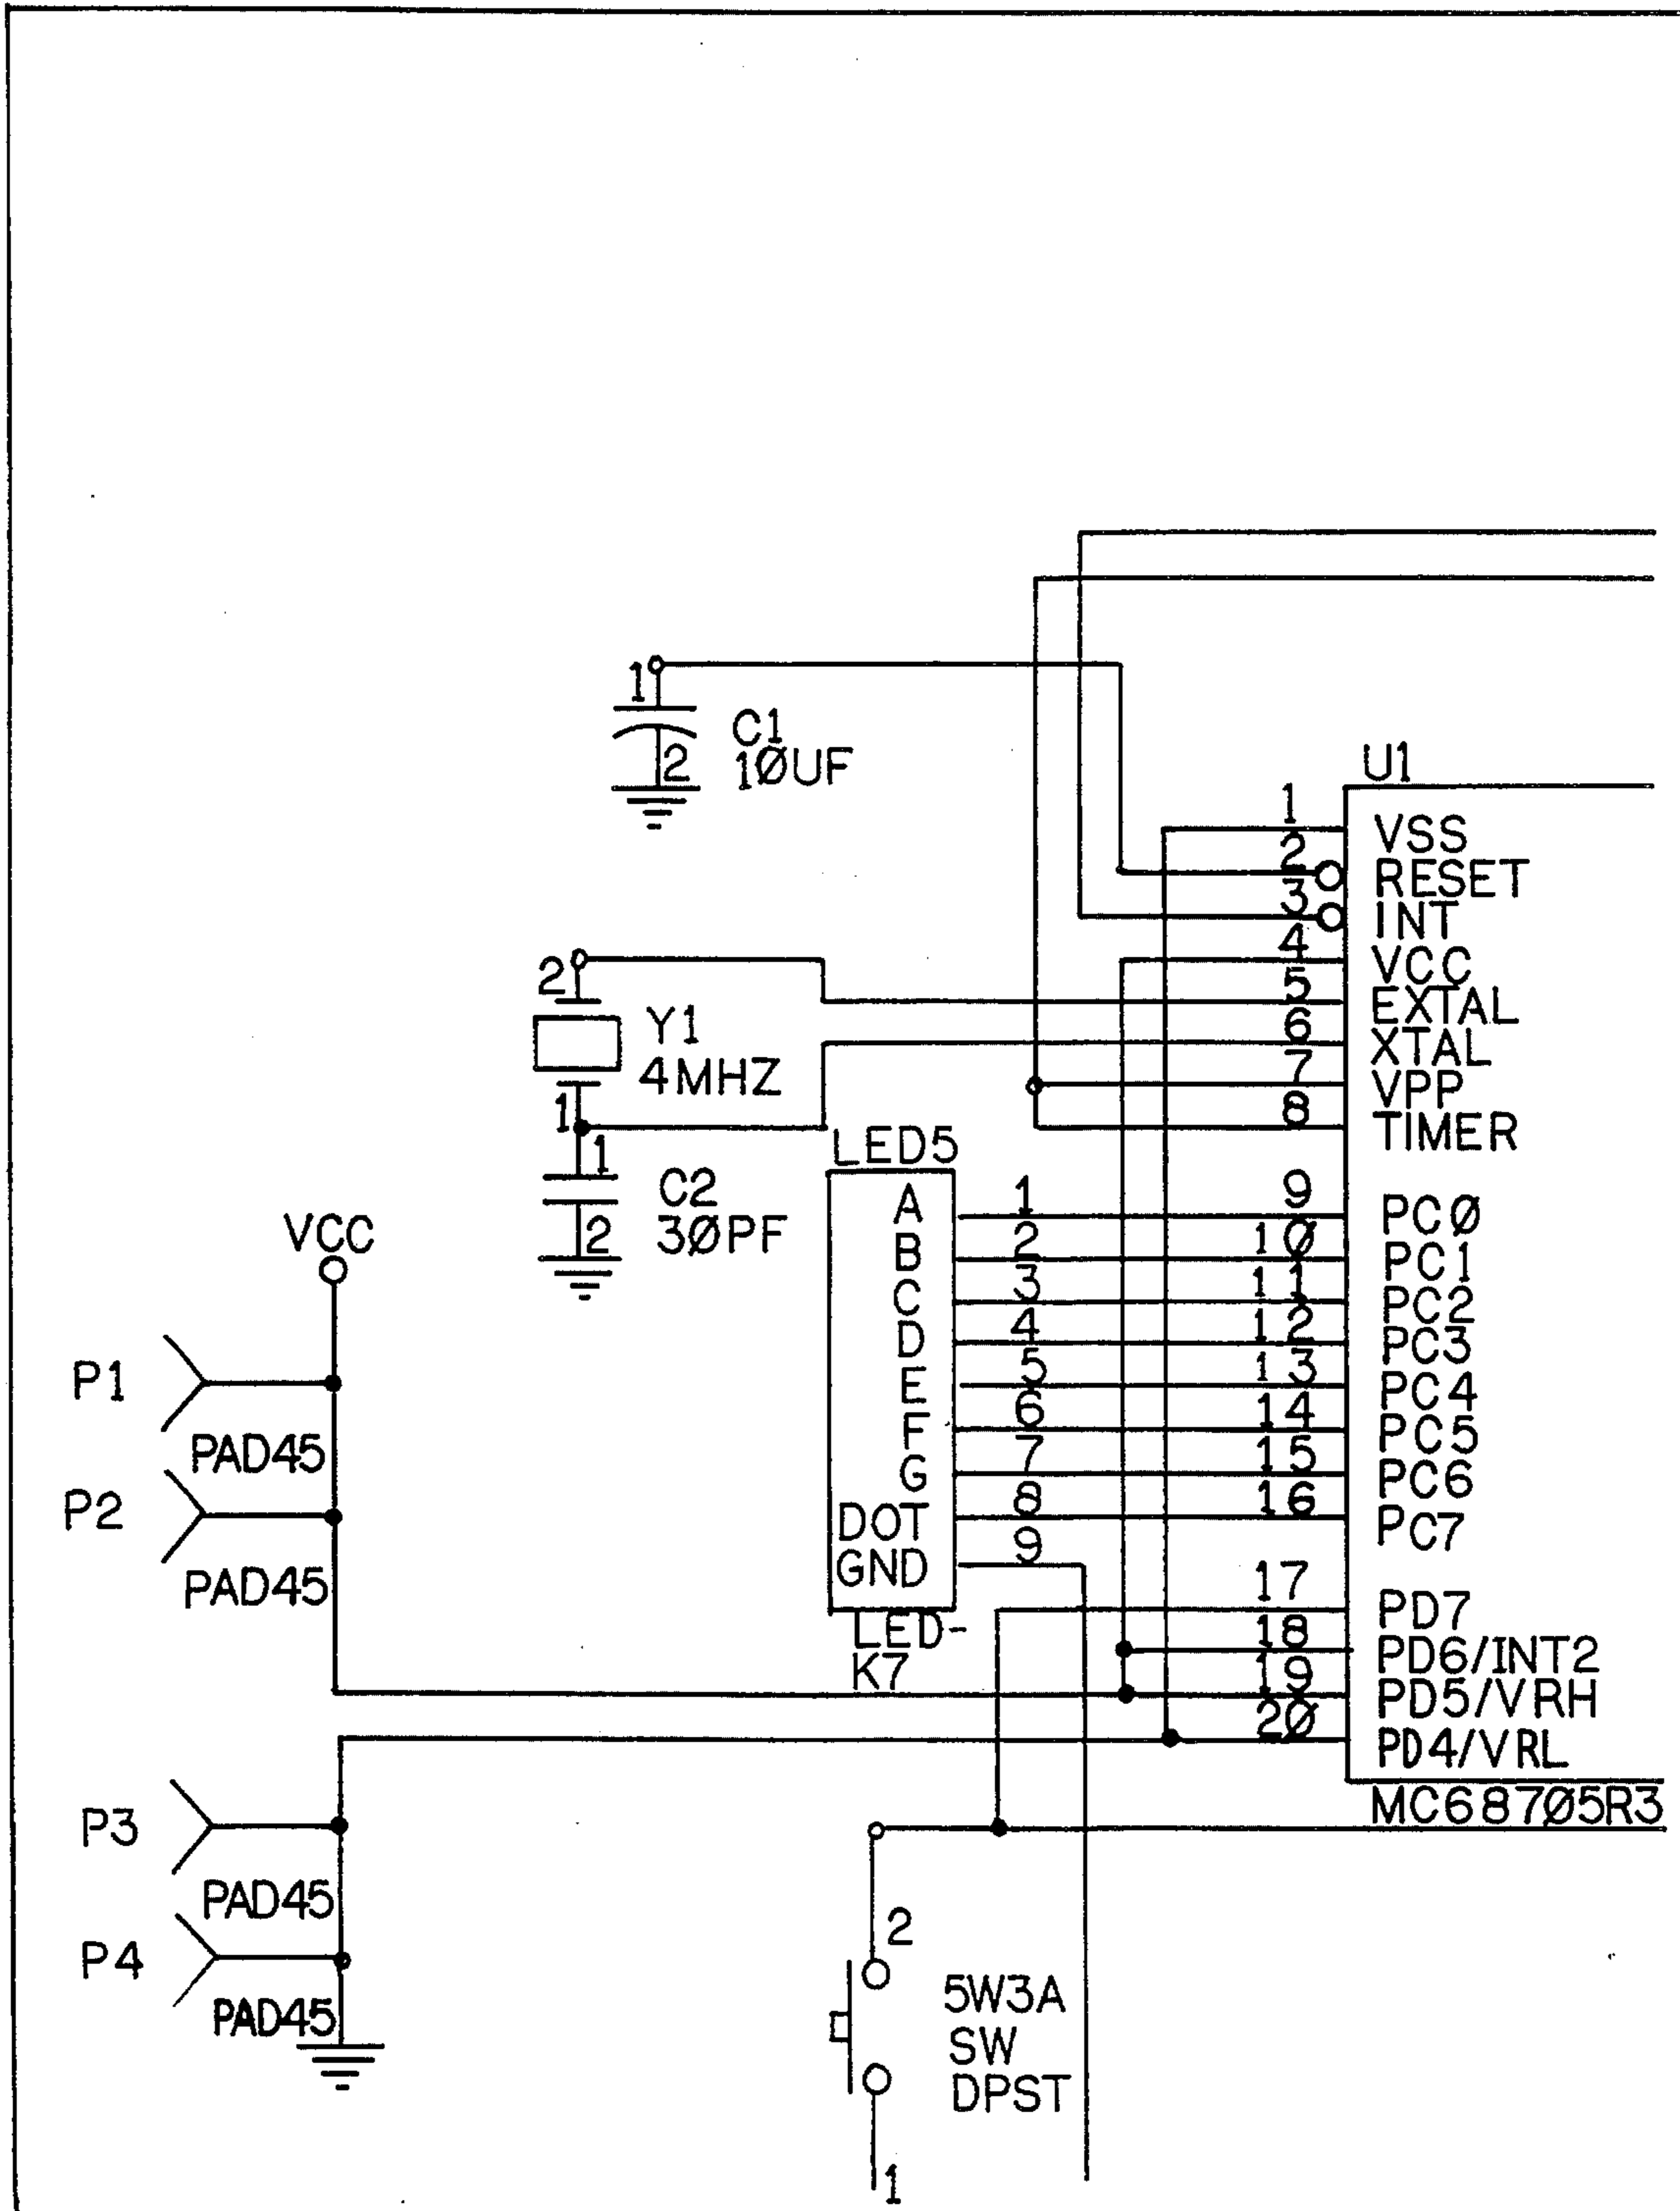 1
C1
2
10UF
U1
1
VSS
2
RESET
3
INT
4
VCC
2
5
EXTAL
Y1
6
XTAL
4MHZ
7
VPP
1
8
TIMER
LED5
1
C2
A
1
9
PC0
2
30PF
VCC
B
2
10
PC1
C
3
11
PC2
D
4
12
PC3
P1
E
5
13
PC4
F
6
14
PC5
PAD45
G
7
15
PC6
P2
DOT
8
16
PC7
GND
9
PAD45
17
PD7
LED-
18
PD6/INT2
K7
19
PD5/VRH
20
PD4/VRL
MC68705R3
P3
PAD45
2
P4
5W3A
PAD45
SW
DPST
1